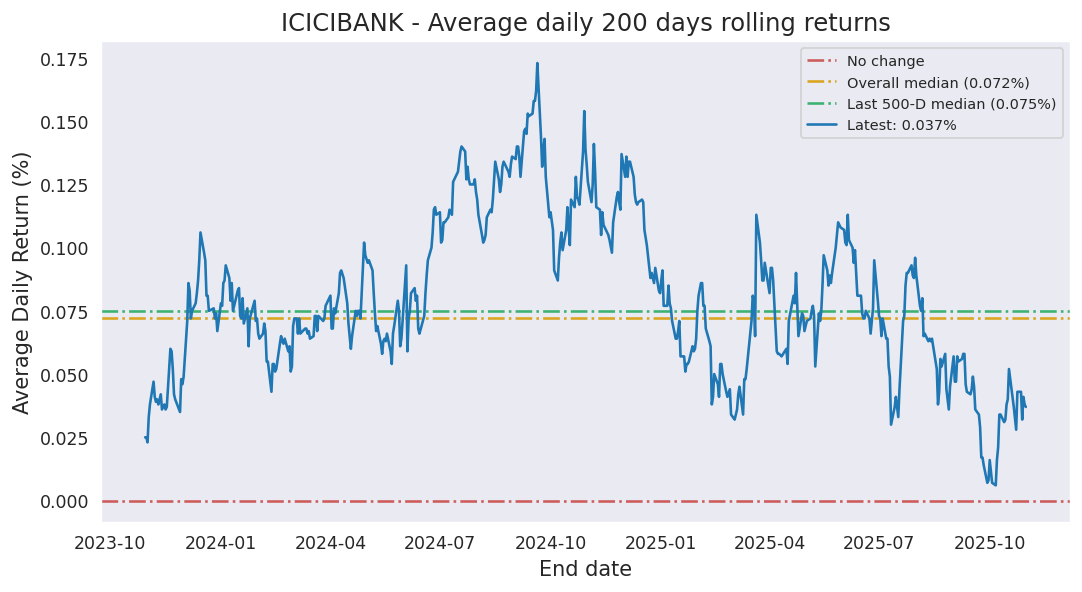 ICICIBANK - Average daily 200 days rolling returns
Average Daily Return (%)
0.175
0.150
0.125
0.100
0.075
0.050
0.025
0.000
No change
Overall median (0.072%)
Last 500-D median (0.075%)
Latest: 0.037%
2023-10 2024-01 2024-04 2024-07 2024-10 2025-01 2025-04 2025-07 2025-10
End date